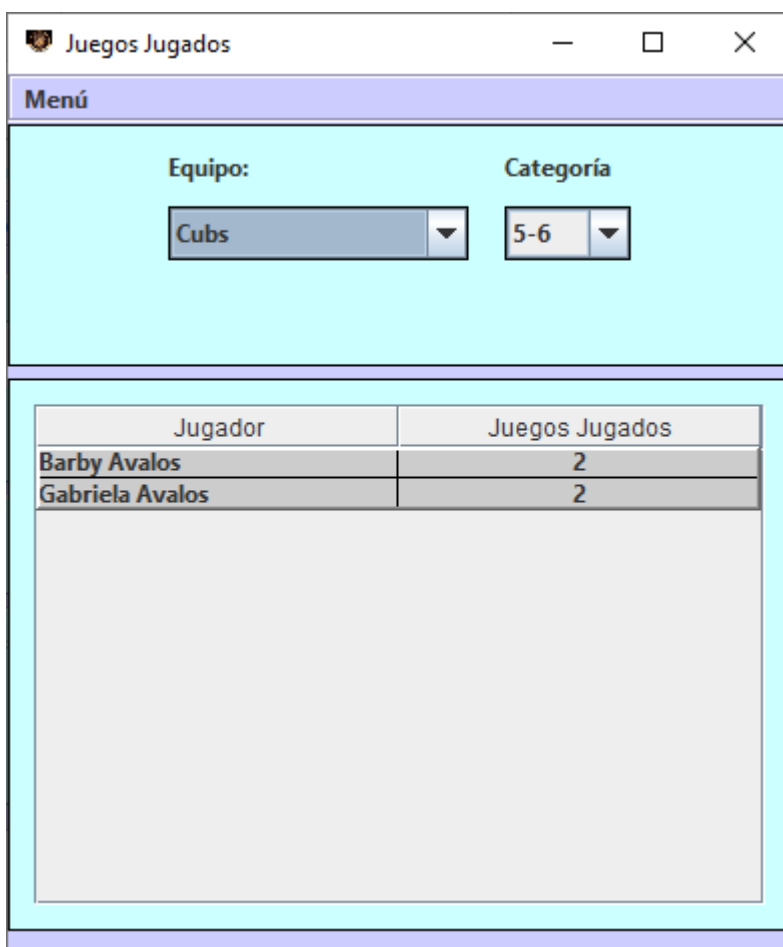 Juegos Jugados
Menú
Equipo: Categoría
Cubs 5-6
Jugador Juegos Jugados
Barby Avalos 2
Gabriela Avalos 2